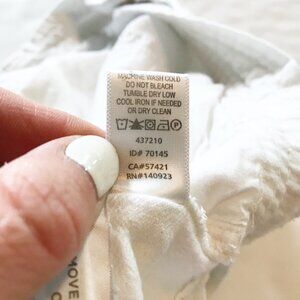 MACHINE WASH COLD
DO NOT BLEACH
TUMBLE DRY LOW
COOL IRON IF NEEDED
OR DRY CLEAN
437210
ID# 70145
CA#57421
RN#140923
MOVE